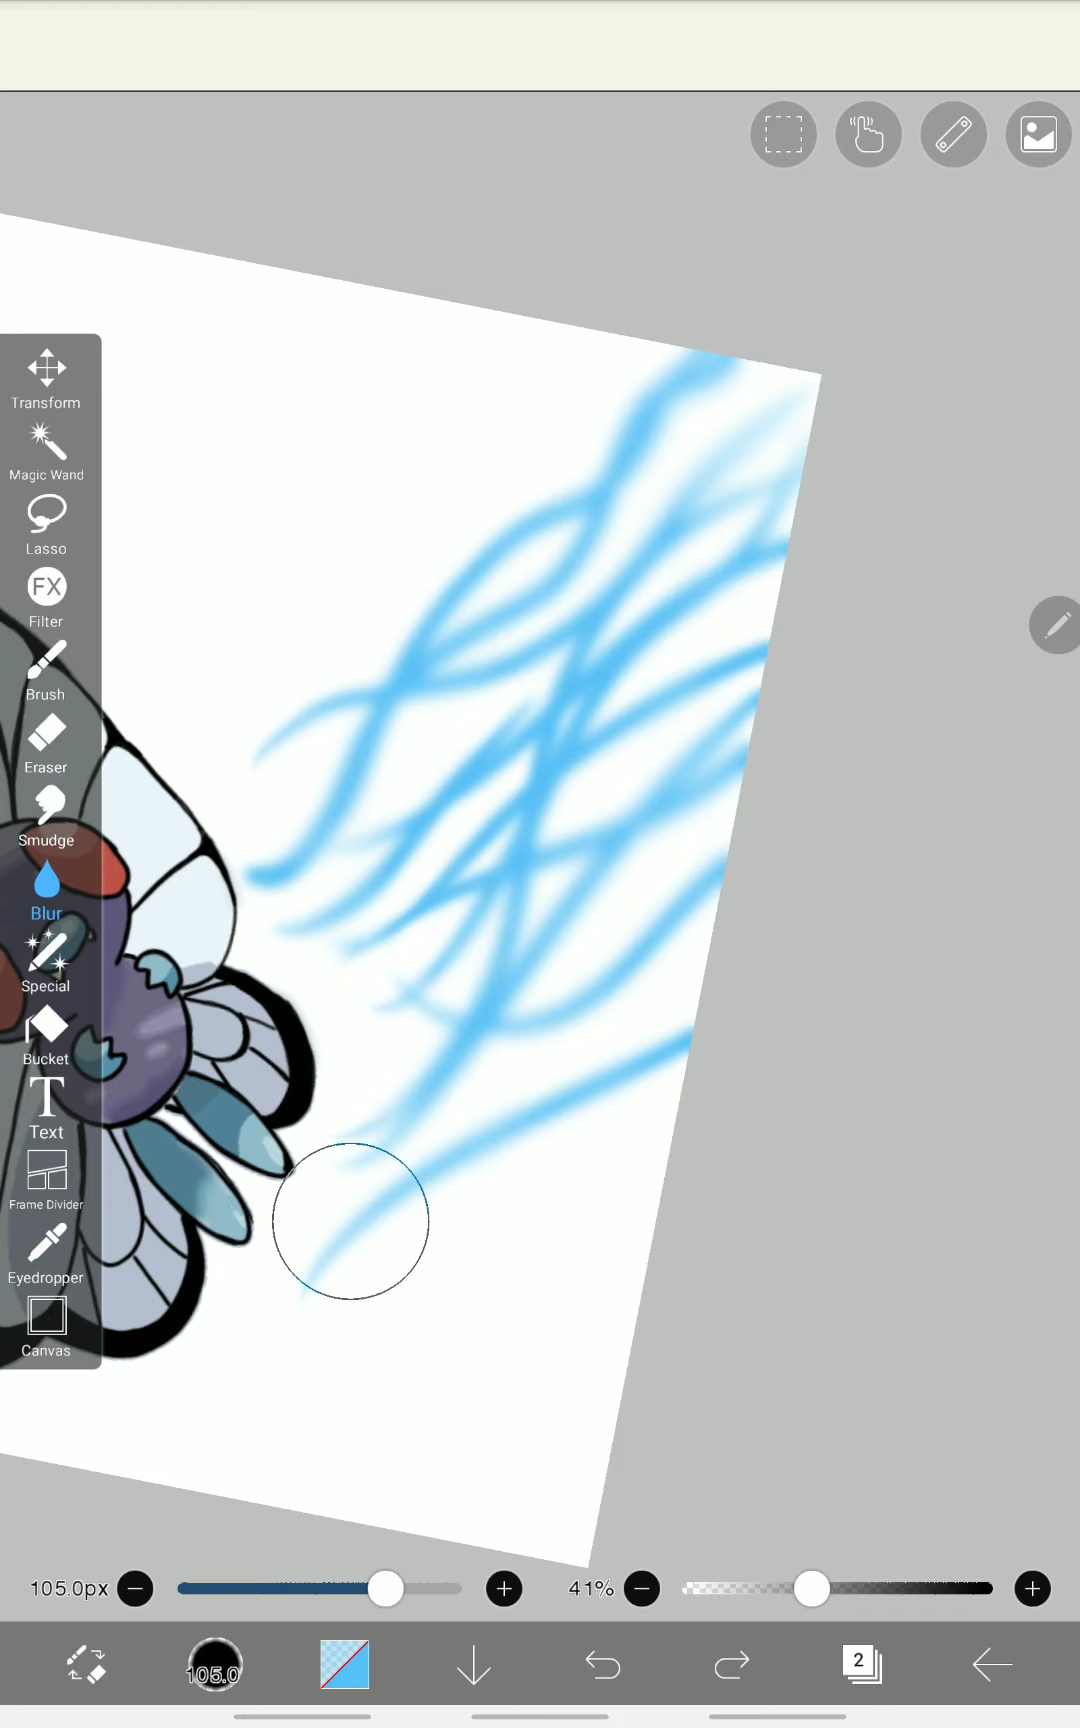 Transform
Magic Wand
Lasso
FX
Filter
Brush
Eraser
Smudge
Blur
Special
Bucket
T
Text
Frame Divider
Eyedropper
Canvas
105.0px
41%
105.0
2